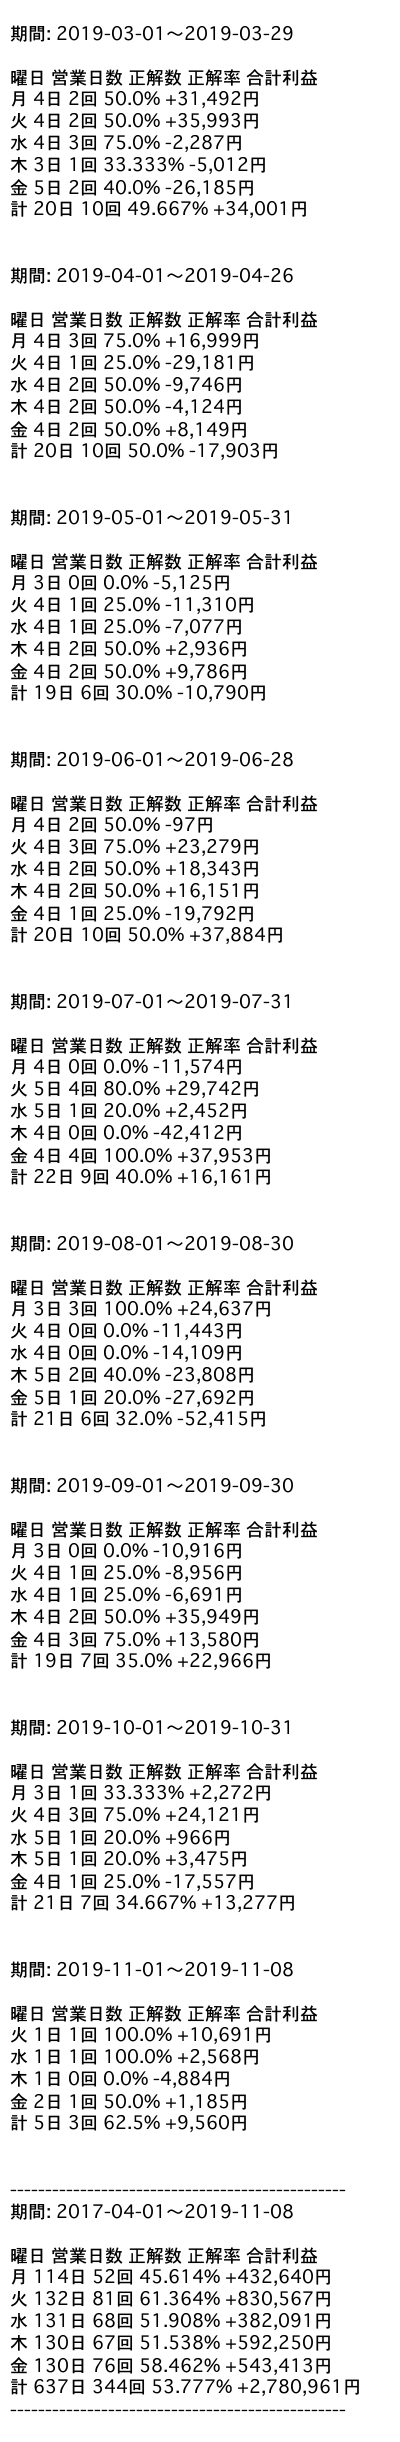 期間: 2019-03-01〜2019-03-29
曜日 営業日数 正解数 正解率 合計利益
月 4日 2回 50.0% +31,492円
火 4日 2回 50.0% +35,993円
水 4日 3回 75.0% -2,287円
木 3日 1回 33.333% -5,012円
金 5日 2回 40.0% -26,185円
計 20日 10回 49.667% +34,001円
期間: 2019-04-01〜2019-04-26
曜日 営業日数 正解数 正解率 合計利益
月 4日 3回 75.0% +16,999円
火 4日 1回 25.0% -29,181円
水 4日 2回 50.0% -9,746円
木 4日 2回 50.0% -4,124円
金 4日 2回 50.0% +8,149円
計 20日 10回 50.0% -17,903円
期間: 2019-05-01〜2019-05-31
曜日 営業日数 正解数 正解率 合計利益
月 3日 0回 0.0% -5,125円
火 4日 1回 25.0% -11,310円
水 4日 1回 25.0% -7,077円
木 4日 2回 50.0% +2,936円
金 4日 2回 50.0% +9,786円
計 19日 6回 30.0% -10,790円
期間: 2019-06-01〜2019-06-28
曜日 営業日数 正解数 正解率 合計利益
月 4日 2回 50.0% -97円
火 4日 3回 75.0% +23,279円
水 4日 2回 50.0% +18,343円
木 4日 2回 50.0% +16,151円
金 4日 1回 25.0% -19,792円
計 20日 10回 50.0% +37,884円
期間: 2019-07-01〜2019-07-31
曜日 営業日数 正解数 正解率 合計利益
月 4日 0回 0.0% -11,574円
火 5日 4回 80.0% +29,742円
水 5日 1回 20.0% +2,452円
木 4日 0回 0.0% -42,412円
金 4日 4回 100.0% +37,953円
計 22日 9回 40.0% +16,161円
期間: 2019-08-01〜2019-08-30
曜日 営業日数 正解数 正解率 合計利益
月 3日 3回 100.0% +24,637円
火 4日 0回 0.0% -11,443円
水 4日 0回 0.0% -14,109円
木 5日 2回 40.0% -23,808円
金 5日 1回 20.0% -27,692円
計 21日 6回 32.0% -52,415円
期間: 2019-09-01〜2019-09-30
曜日 営業日数 正解数 正解率 合計利益
月 3日 0回 0.0% -10,916円
火 4日 1回 25.0% -8,956円
水 4日 1回 25.0% -6,691円
木 4日 2回 50.0% +35,949円
金 4日 3回 75.0% +13,580円
計 19日 7回 35.0% +22,966円
期間: 2019-10-01〜2019-10-31
曜日 営業日数 正解数 正解率 合計利益
月 3日 1回 33.333% +2,272円
火 4日 3回 75.0% +24,121円
水 5日 1回 20.0% +966円
木 5日 1回 20.0% +3,475円
金 4日 1回 25.0% -17,557円
計 21日 7回 34.667% +13,277円
期間: 2019-11-01〜2019-11-08
曜日 営業日数 正解数 正解率 合計利益
火 1日 1回 100.0% +10,691円
水 1日 1回 100.0% +2,568円
木 1日 0回 0.0% -4,884円
金 2日 1回 50.0% +1,185円
計 5日 3回 62.5% +9,560円
------------------------------------------------
期間: 2017-04-01〜2019-11-08
曜日 営業日数 正解数 正解率 合計利益
月 114日 52回 45.614% +432,640円
火 132日 81回 61.364% +830,567円
水 131日 68回 51.908% +382,091円
木 130日 67回 51.538% +592,250円
金 130日 76回 58.462% +543,413円
計 637日 344回 53.777% +2,780,961円
------------------------------------------------